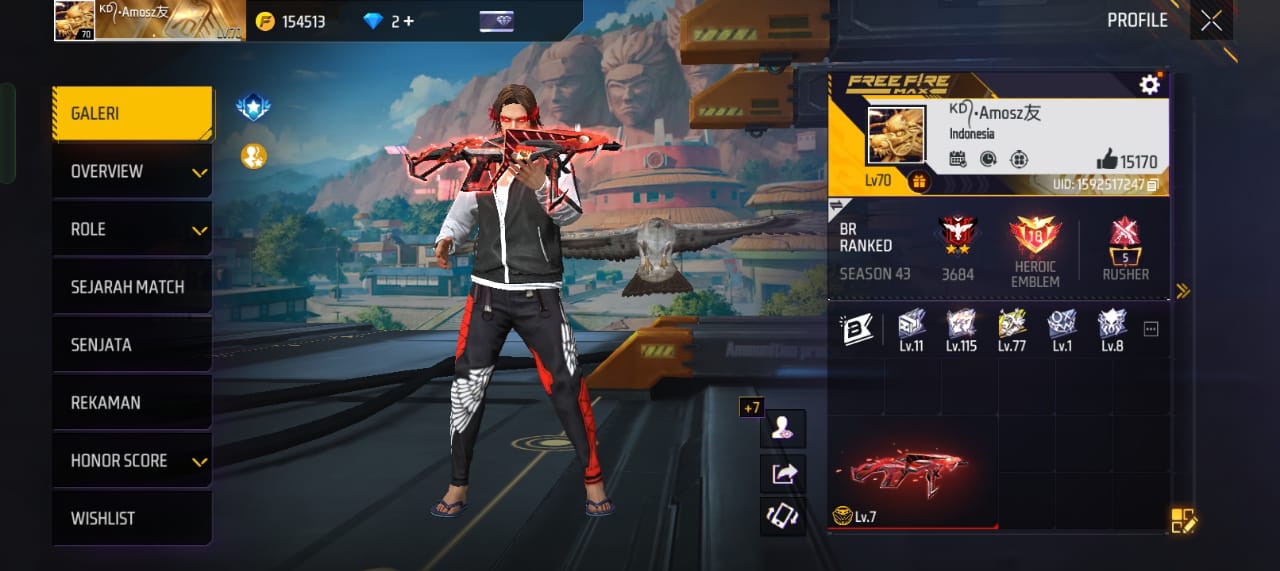 KD╯•Amosz友
70
LV.70
154513
2+
PROFILE
GALERI
OVERVIEW
ROLE
SEJARAH MATCH
SENJATA
REKAMAN
HONOR SCORE
WISHLIST
+7
FREE FIRE
MAX
KD╯•Amosz友
Indonesia
Lv70
15170
UID: 1592517247
BR
RANKED
SEASON 43
3684
18
HEROIC
EMBLEM
5
RUSHER
B
Lv.11
Lv.115
Lv.77
Lv.1
Lv.8
Lv.7